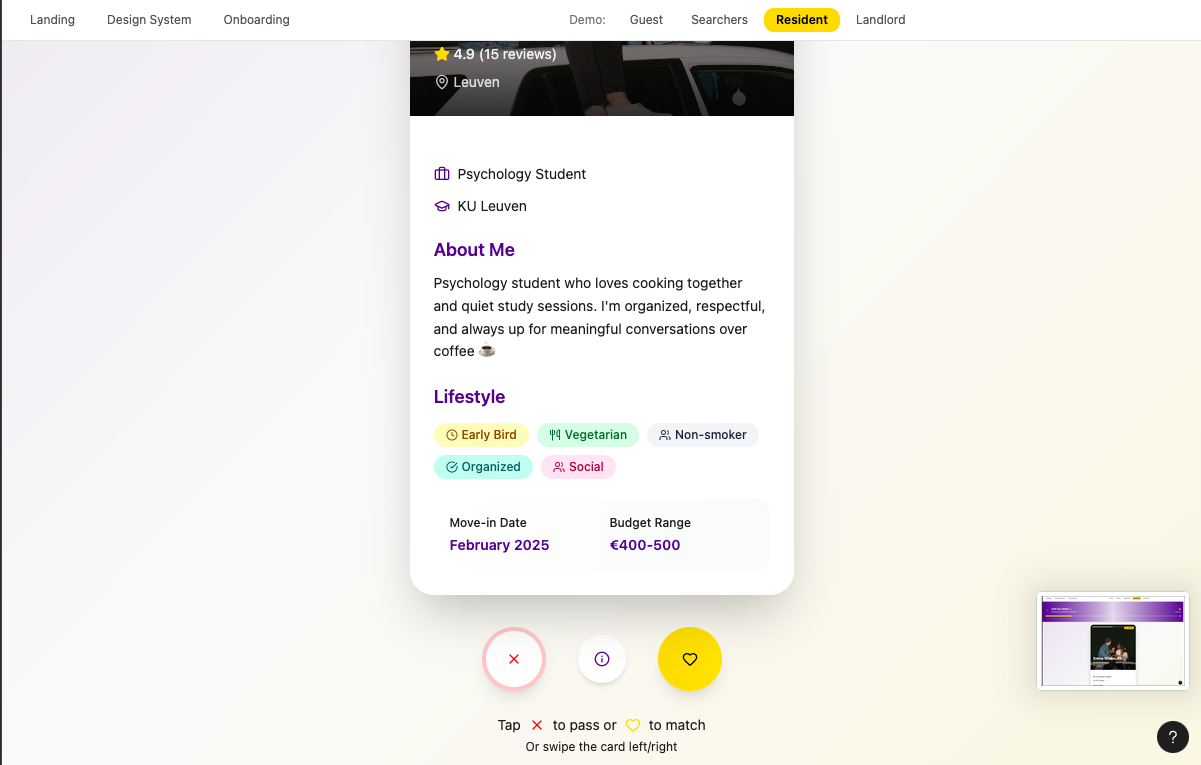 Landing Design System Onboarding Demo: Guest Searchers Resident Landlord
4.9 (15 reviews)
Leuven
Psychology Student
KU Leuven
About Me
Psychology student who loves cooking together
and quiet study sessions. I'm organized, respectful,
and always up for meaningful conversations over
coffee ☕
Lifestyle
Early Bird Vegetarian Non-smoker
Organized Social
Move-in Date Budget Range
February 2025 €400-500
Tap ✕ to pass or ♡ to match
Or swipe the card left/right
?